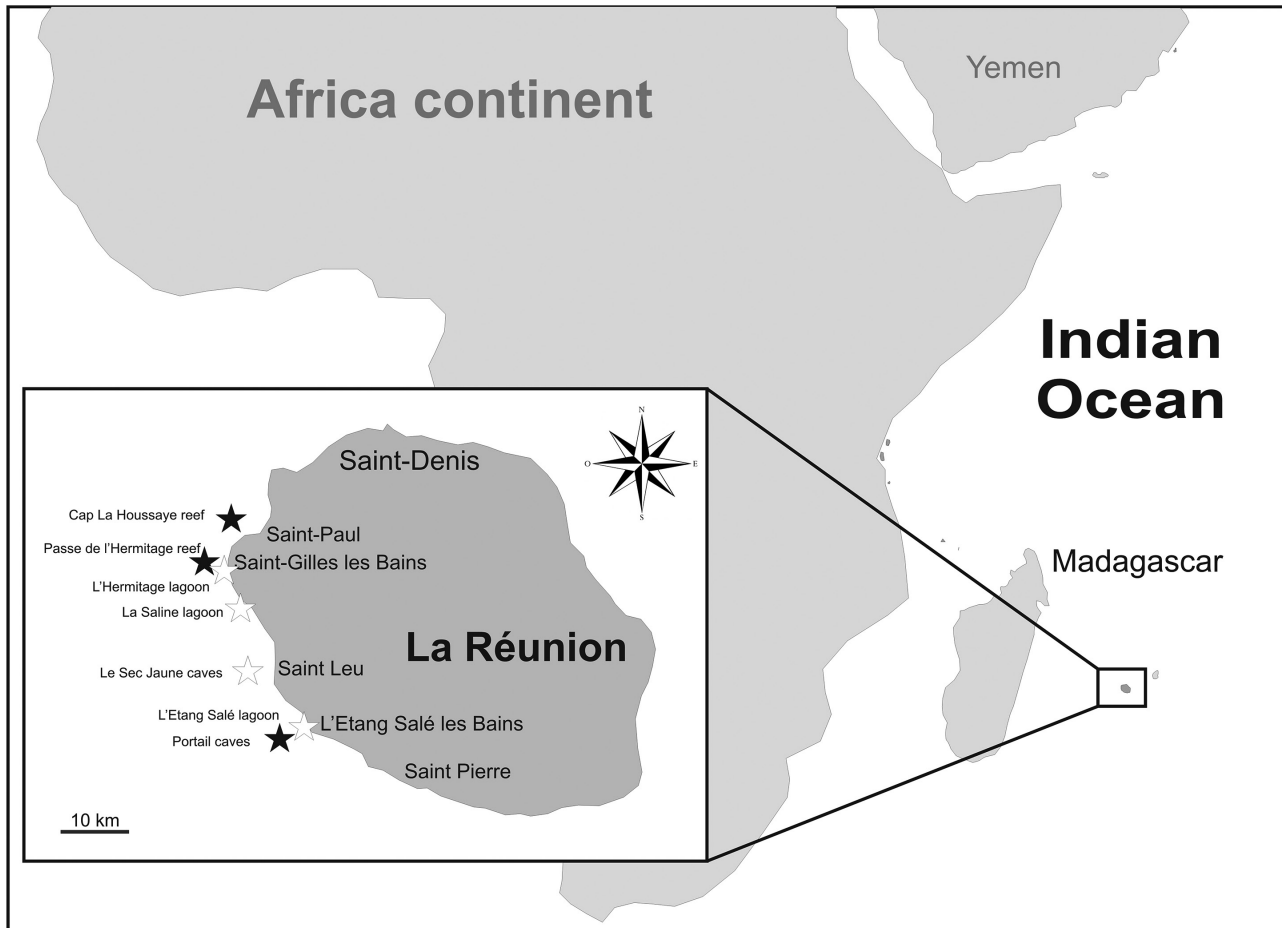 Africa continent
Yemen
Indian
Ocean
Madagascar
N
O
E
S
Saint-Denis
Cap La Houssaye reef
Saint-Paul
Passe de l'Hermitage reef
Saint-Gilles les Bains
L'Hermitage lagoon
La Saline lagoon
La Réunion
Le Sec Jaune caves
Saint Leu
L'Etang Salé lagoon
L'Etang Salé les Bains
Portail caves
Saint Pierre
10 km